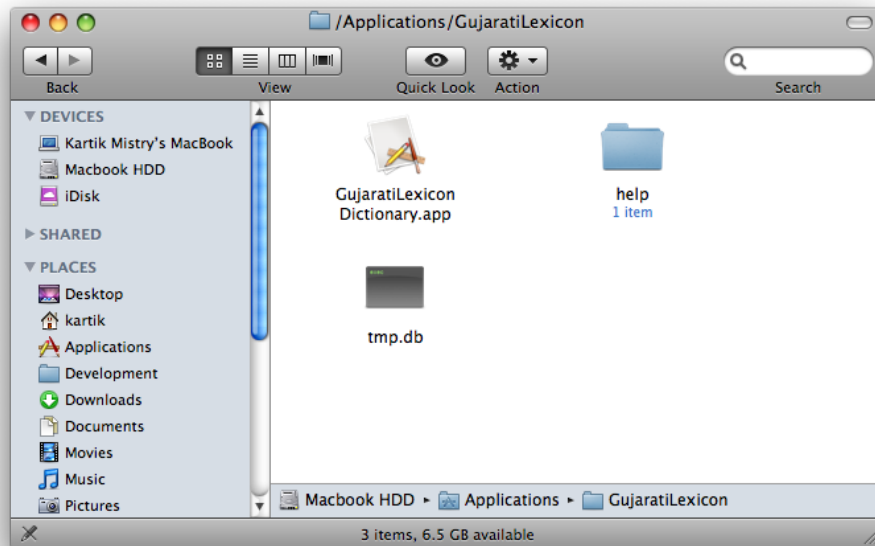 /Applications/GujaratiLexicon
Back
View
Quick Look
Action
Search
DEVICES
Kartik Mistry's MacBook
Macbook HDD
iDisk
SHARED
PLACES
Desktop
kartik
Applications
Development
Downloads
Documents
Movies
Music
Pictures
GujaratiLexicon
Dictionary.app
help
1 item
tmp.db
Macbook HDD ▸ Applications ▸ GujaratiLexicon
3 items, 6.5 GB available